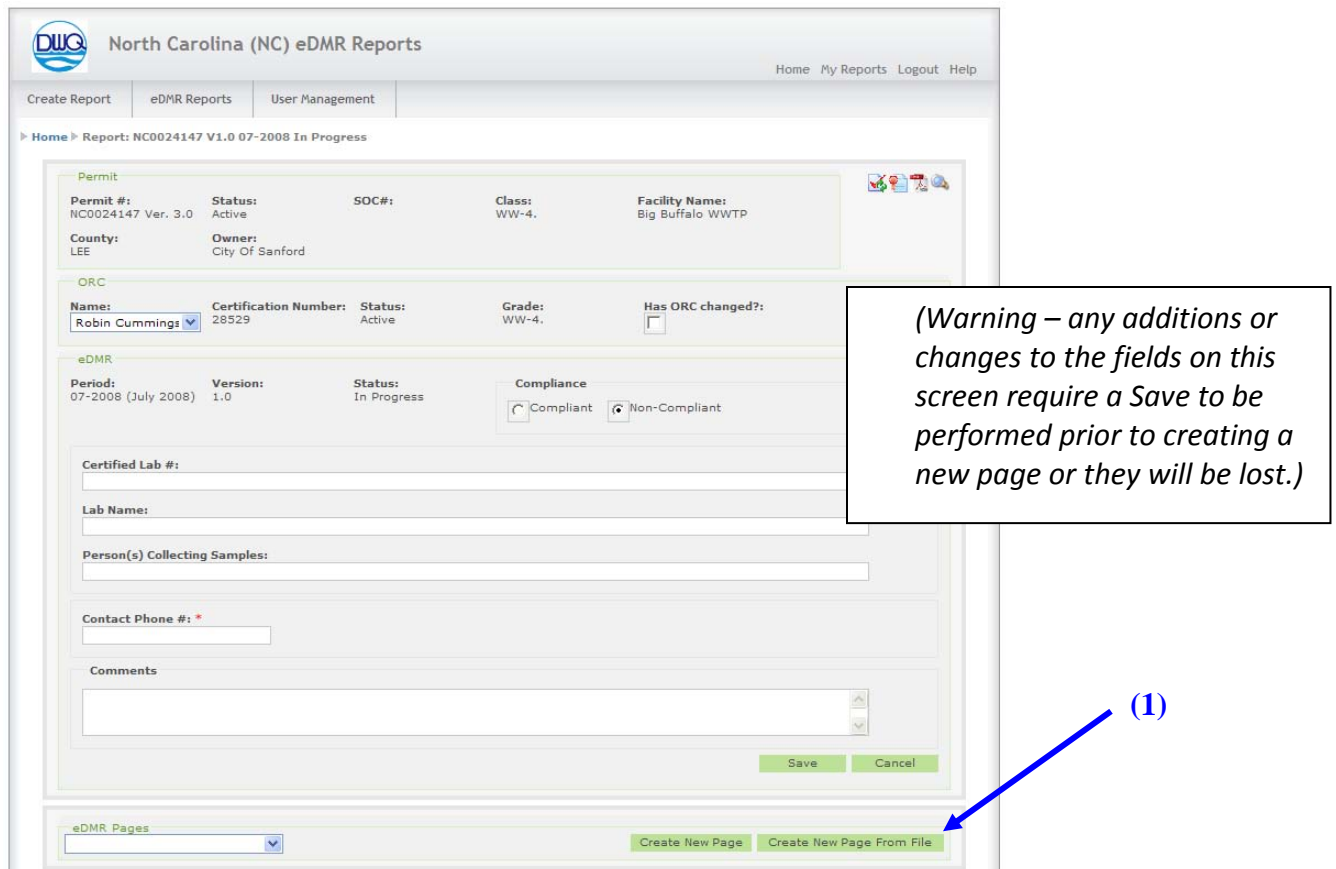 DWQ
North Carolina (NC) eDMR Reports
Home My Reports Logout Help
Create Report eDMR Reports User Management
Home Report: NC0024147 V1.0 07-2008 In Progress
Permit
Permit #: Status: SOC#: Class: Facility Name:
NC0024147 Ver. 3.0 Active WW-4. Big Buffalo WWTP
County: Owner:
LEE City Of Sanford
ORC
Name: Certification Number: Status: Grade: Has ORC changed?:
Robin Cummings 28529 Active WW-4.
eDMR
Period: Version: Status: Compliance
07-2008 (July 2008) 1.0 In Progress
Compliant Non-Compliant
(Warning – any additions or
changes to the fields on this
screen require a Save to be
performed prior to creating a
new page or they will be lost.)
Certified Lab #:
Lab Name:
Person(s) Collecting Samples:
Contact Phone #: *
Comments
(1)
Save Cancel
eDMR Pages
Create New Page Create New Page From File